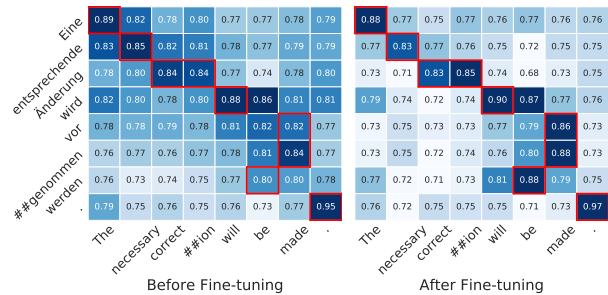 Eine 0.89 0.82 0.78 0.80 0.77 0.77 0.74 0.79 0.88 0.77 0.75 0.77 0.76 0.77 0.76 0.76
entsprechende 0.83 0.85 0.82 0.81 0.78 0.77 0.79 0.79 0.77 0.83 0.77 0.76 0.75 0.72 0.75 0.75
Änderung 0.78 0.80 0.84 0.84 0.77 0.74 0.78 0.80 0.73 0.71 0.83 0.85 0.74 0.68 0.73 0.75
wird 0.82 0.80 0.78 0.80 0.88 0.86 0.81 0.81 0.79 0.74 0.72 0.74 0.90 0.87 0.77 0.76
vor 0.78 0.78 0.79 0.78 0.81 0.82 0.82 0.77 0.73 0.75 0.74 0.73 0.77 0.79 0.86 0.73
##genommen 0.76 0.77 0.76 0.77 0.78 0.81 0.84 0.77 0.73 0.75 0.72 0.73 0.74 0.80 0.88 0.73
werden 0.76 0.73 0.74 0.75 0.77 0.80 0.80 0.78 0.77 0.72 0.71 0.73 0.81 0.88 0.79 0.75
. 0.79 0.75 0.76 0.75 0.76 0.73 0.77 0.95 0.76 0.72 0.75 0.75 0.75 0.71 0.73 0.97
The necessary correct ##ion will be made . The necessary correct ##ion will be made .
Before Fine-tuning After Fine-tuning